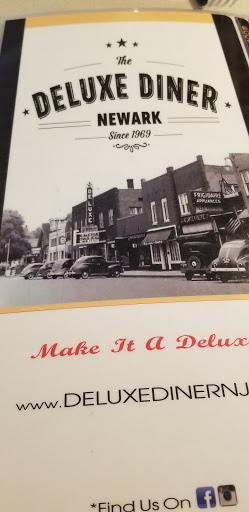 The
DELUXE DINER
NEWARK
Since 1969
DELUXE
FRIGIDAIRE
APPLIANCES
Make It A Delux
www.DELUXEDINERNJ
*Find Us On